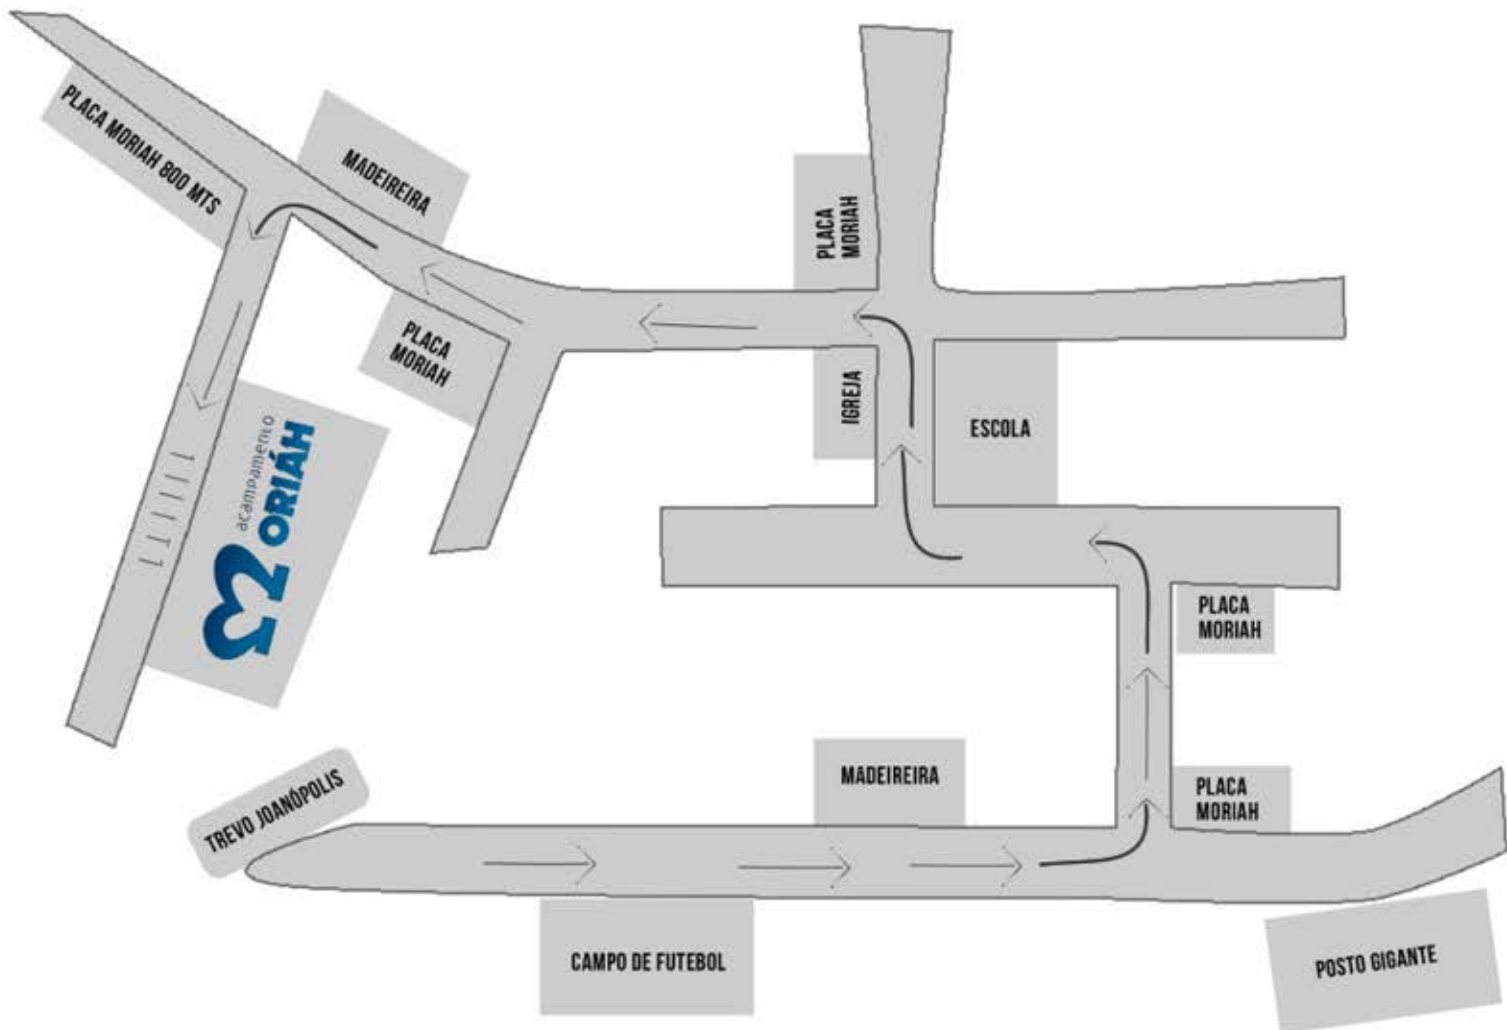 PLACA MORIAH 800 MTS
MADEIREIRA
PLACA
MORIAH
PLACA
MORIAH
IGREJA
ESCOLA
acampamento
MORIÁH
PLACA
MORIAH
TREVO JOANÓPOLIS
MADEIREIRA
PLACA
MORIAH
CAMPO DE FUTEBOL
POSTO GIGANTE